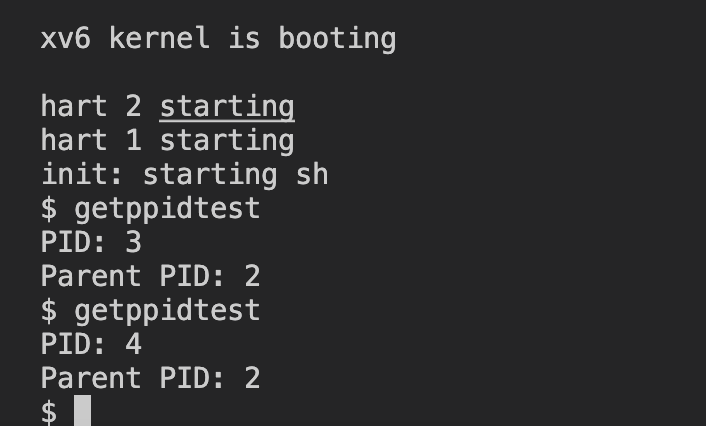 xv6 kernel is booting
hart 2 starting
hart 1 starting
init: starting sh
$ getppidtest
PID: 3
Parent PID: 2
$ getppidtest
PID: 4
Parent PID: 2
$